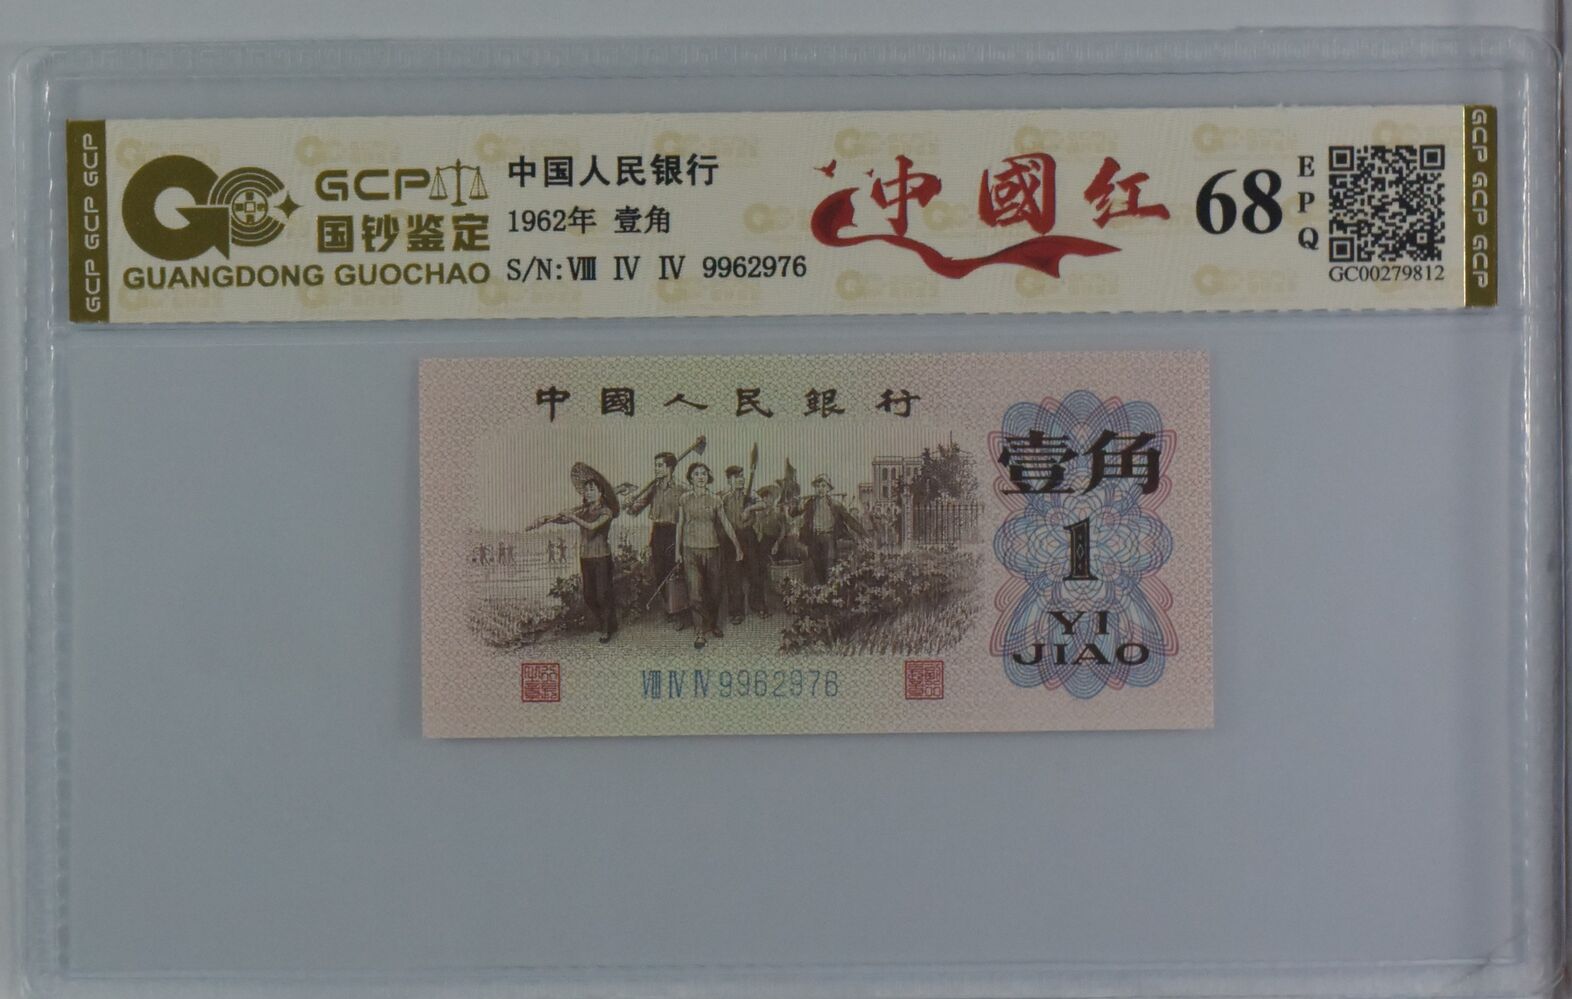 GCP GCP GCP
GCP
国钞鉴定
GUANGDONG GUOCHAO
中国人民银行
1962年 壹角
S/N:Ⅷ Ⅳ Ⅳ 9962976
中國红
68
EPQ
GC00279812
GCP GCP GCP
中國人民銀行
壹角
1
YI
JIAO
Ⅷ Ⅳ Ⅳ 9962976